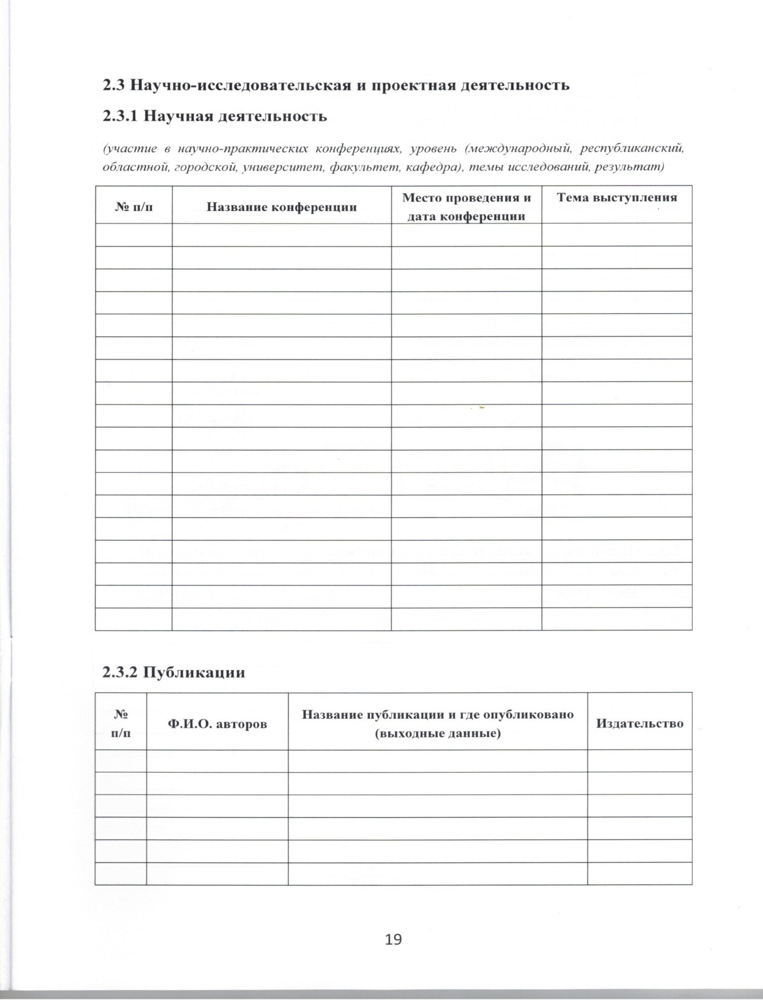 2.3 Научно-исследовательская и проектная деятельность
2.3.1 Научная деятельность
(участие в научно-практических конференциях, уровень (международный, республиканский,
областной, городской, университет, факультет, кафедра), темы исследований, результат)
№ п/п
Название конференции
Место проведения и
дата конференции
Тема выступления
2.3.2 Публикации
№
п/п
Ф.И.О. авторов
Название публикации и где опубликовано
(выходные данные)
Издательство
19